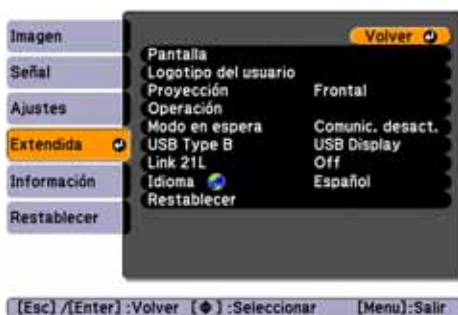 Imagen
Señal
Ajustes
Extendida
Información
Restablecer
Volver
Pantalla
Logotipo del usuario
Proyección Frontal
Operación
Modo en espera Comunic. desact.
USB Type B USB Display
Link 21L Off
Idioma Español
Restablecer
[Esc] /[Enter] :Volver [◆] :Seleccionar [Menu]:Salir